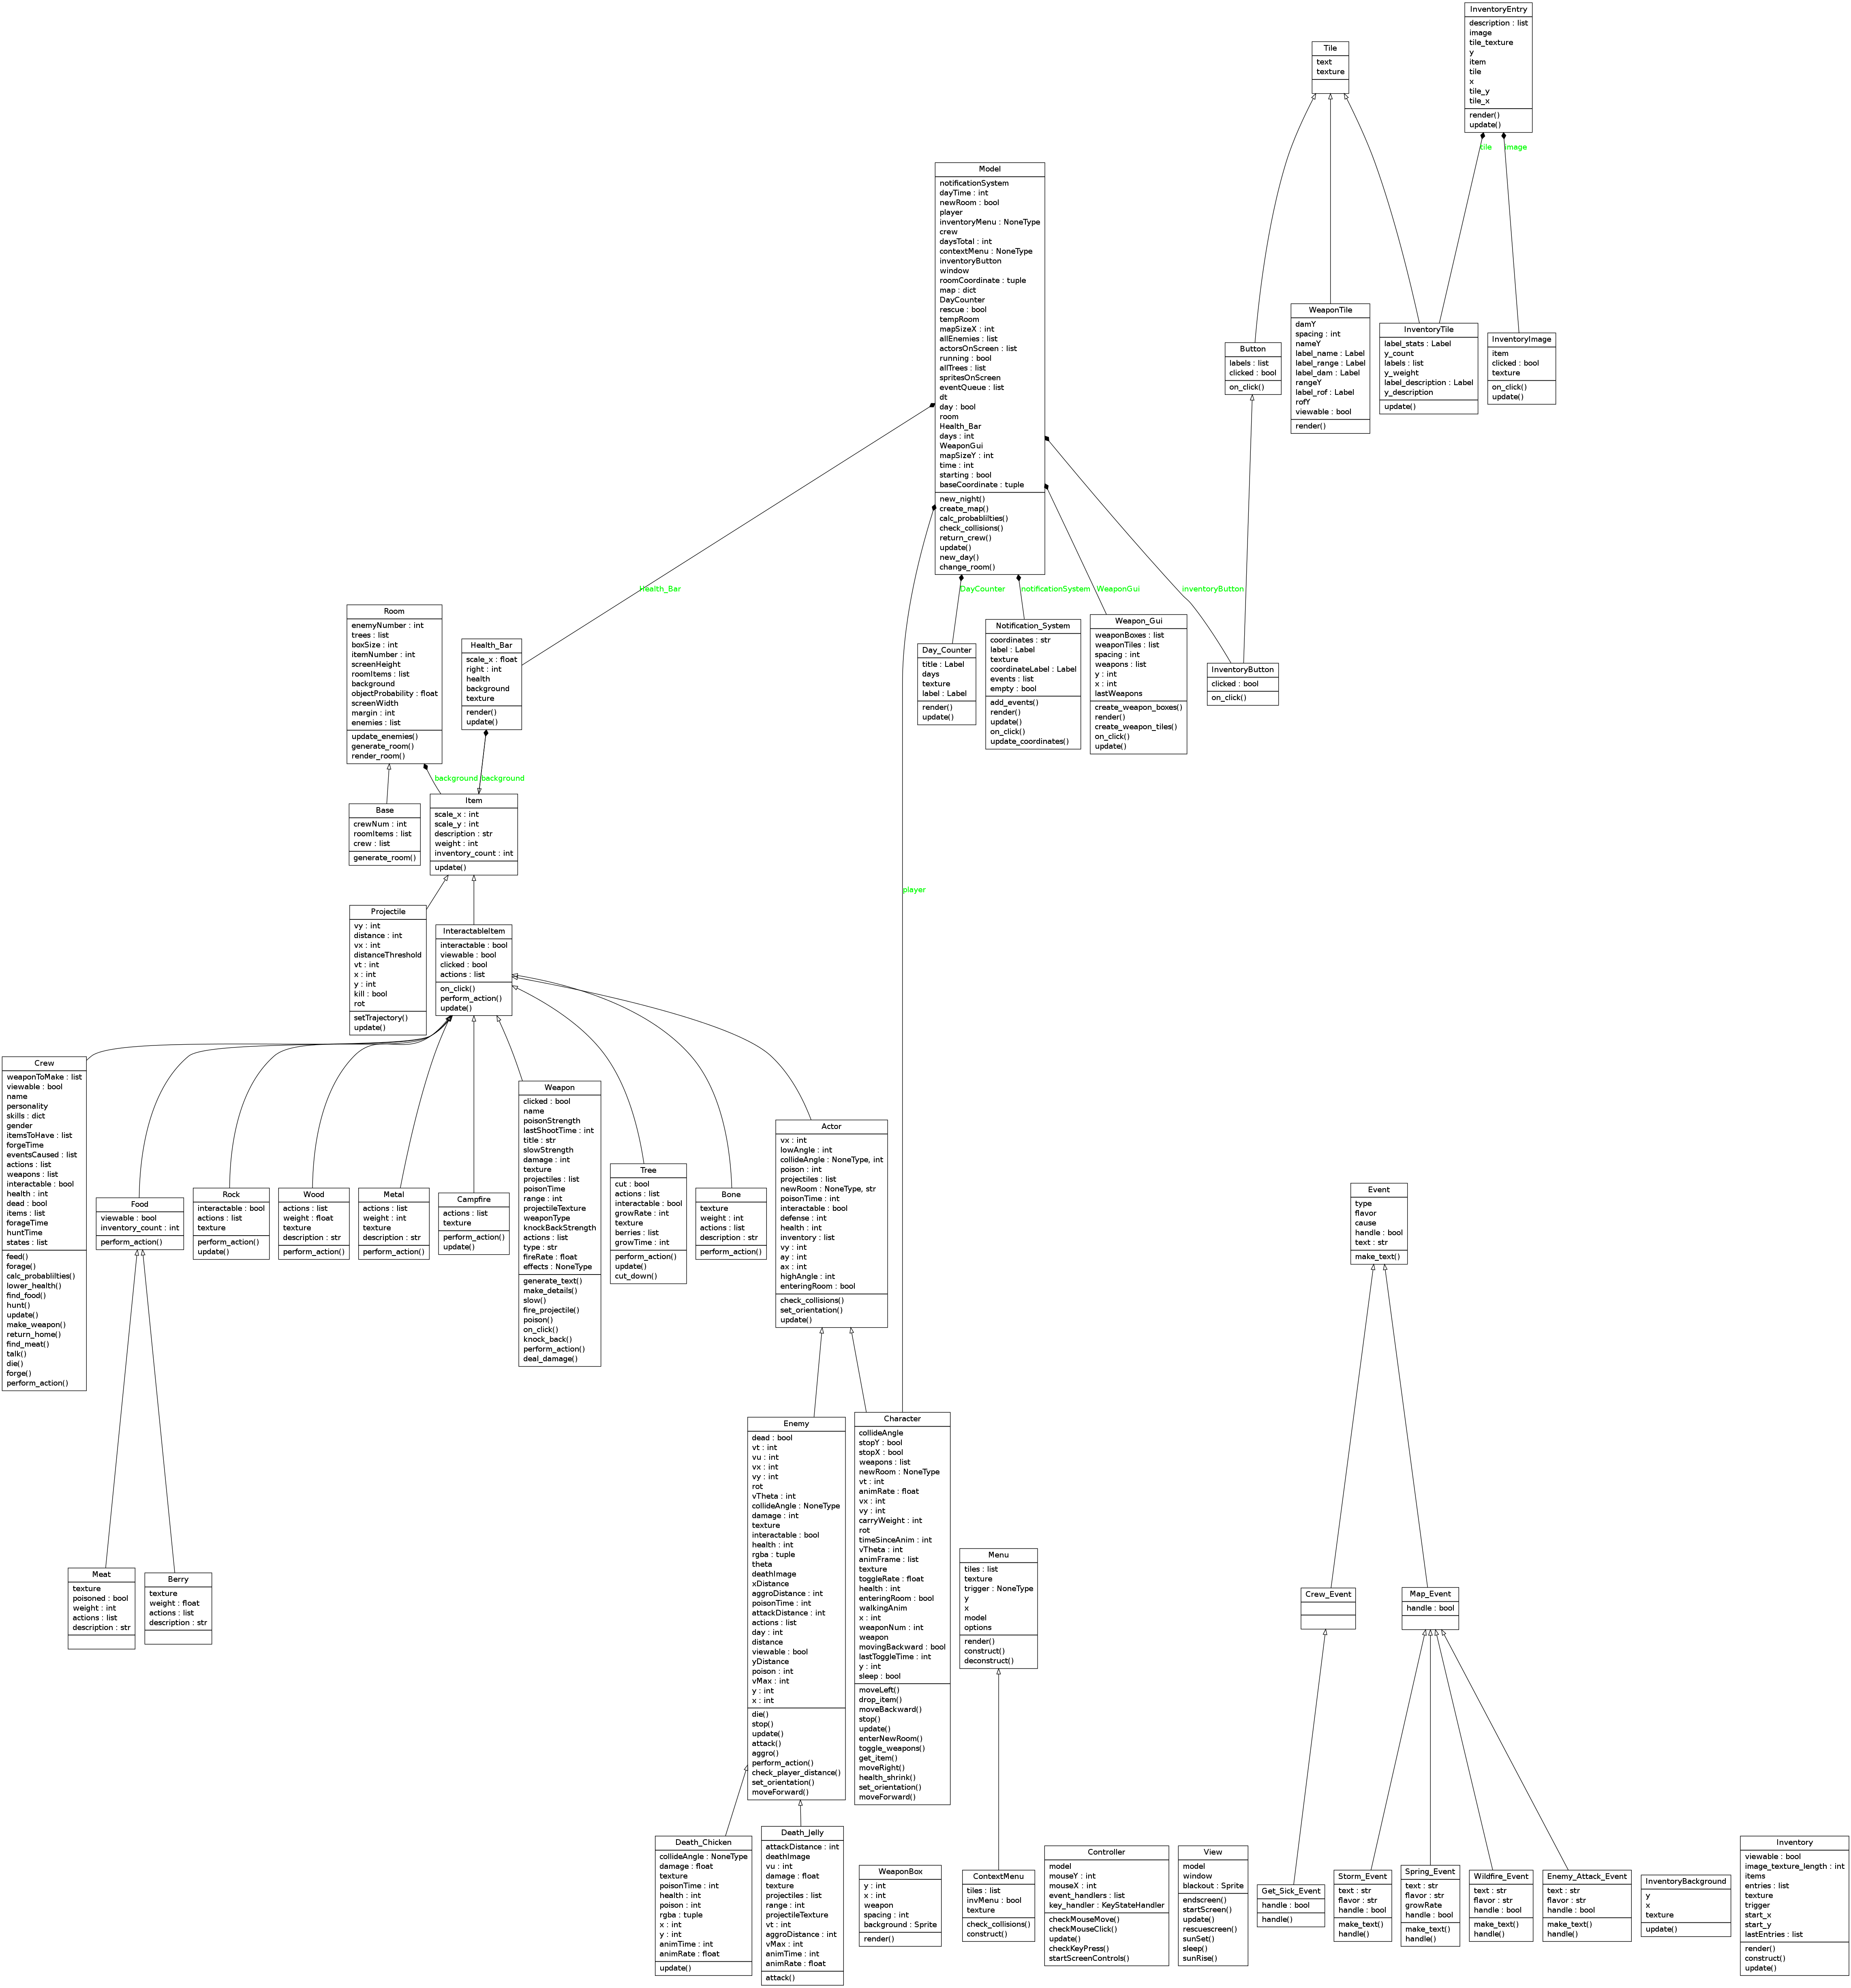 InventoryEntry
description : list
image
tile_texture
y
item
tile
x
tile_y
tile_x
render()
update()
Tile
text
texture
tile
image
Model
notificationSystem
dayTime : int
newRoom : bool
player
inventoryMenu : NoneType
crew
daysTotal : int
contextMenu : NoneType
inventoryButton
window
roomCoordinate : tuple
map : dict
DayCounter
rescue : bool
tempRoom
mapSizeX : int
allEnemies : list
actorsOnScreen : list
running : bool
allTrees : list
spritesOnScreen
eventQueue : list
dt
day : bool
room
Health_Bar
days : int
WeaponGui
mapSizeY : int
time : int
starting : bool
baseCoordinate : tuple
new_night()
create_map()
calc_probablilties()
check_collisions()
return_crew()
update()
new_day()
change_room()
Button
labels : list
clicked : bool
on_click()
WeaponTile
damY
spacing : int
nameY
label_name : Label
label_range : Label
label_dam : Label
rangeY
label_rof : Label
rofY
viewable : bool
render()
InventoryTile
label_stats : Label
y_count
labels : list
y_weight
label_description : Label
y_description
update()
InventoryImage
item
clicked : bool
texture
on_click()
update()
Health_Bar
DayCounter
notificationSystem
WeaponGui
inventoryButton
Room
enemyNumber : int
trees : list
boxSize : int
itemNumber : int
screenHeight
roomItems : list
background
objectProbability : float
screenWidth
margin : int
enemies : list
update_enemies()
generate_room()
render_room()
Health_Bar
scale_x : float
right : int
health
background
texture
render()
update()
Day_Counter
title : Label
days
texture
label : Label
render()
update()
Notification_System
coordinates : str
label : Label
texture
coordinateLabel : Label
events : list
empty : bool
add_events()
render()
update()
on_click()
update_coordinates()
Weapon_Gui
weaponBoxes : list
weaponTiles : list
spacing : int
weapons : list
y : int
x : int
lastWeapons
create_weapon_boxes()
render()
create_weapon_tiles()
on_click()
update()
InventoryButton
clicked : bool
on_click()
background
background
Base
crewNum : int
roomItems : list
crew : list
generate_room()
Item
scale_x : int
scale_y : int
description : str
weight : int
inventory_count : int
update()
player
Projectile
vy : int
distance : int
vx : int
distanceThreshold
vt : int
x : int
y : int
kill : bool
rot
setTrajectory()
update()
InteractableItem
interactable : bool
viewable : bool
clicked : bool
actions : list
on_click()
perform_action()
update()
Crew
weaponToMake : list
viewable : bool
name
personality
skills : dict
gender
itemsToHave : list
forgeTime
eventsCaused : list
actions : list
weapons : list
interactable : bool
health : int
dead : bool
items : list
forageTime
huntTime
states : list
feed()
forage()
calc_probablilties()
lower_health()
find_food()
hunt()
update()
make_weapon()
return_home()
find_meat()
talk()
die()
forge()
perform_action()
Food
viewable : bool
inventory_count : int
perform_action()
Rock
interactable : bool
actions : list
texture
perform_action()
update()
Wood
actions : list
weight : float
texture
description : str
perform_action()
Metal
actions : list
weight : int
texture
description : str
perform_action()
Campfire
actions : list
texture
perform_action()
update()
Weapon
clicked : bool
name
poisonStrength
lastShootTime : int
title : str
slowStrength
damage : int
texture
projectiles : list
poisonTime
range : int
projectileTexture
weaponType
knockBackStrength
actions : list
type : str
fireRate : float
effects : NoneType
generate_text()
make_details()
slow()
fire_projectile()
poison()
on_click()
knock_back()
perform_action()
deal_damage()
Tree
cut : bool
actions : list
interactable : bool
growRate : int
texture
berries : list
growTime : int
perform_action()
update()
cut_down()
Bone
texture
weight : int
actions : list
description : str
perform_action()
Actor
vx : int
lowAngle : int
collideAngle : NoneType, int
poison : int
projectiles : list
newRoom : NoneType, str
poisonTime : int
interactable : bool
defense : int
health : int
inventory : list
vy : int
ay : int
ax : int
highAngle : int
enteringRoom : bool
check_collisions()
set_orientation()
update()
Event
type
flavor
cause
handle : bool
text : str
make_text()
Meat
texture
poisoned : bool
weight : int
actions : list
description : str
Berry
texture
weight : float
actions : list
description : str
Enemy
dead : bool
vt : int
vu : int
vx : int
vy : int
rot
vTheta : int
collideAngle : NoneType
damage : int
texture
interactable : bool
health : int
rgba : tuple
theta
deathImage
xDistance
aggroDistance : int
poisonTime : int
attackDistance : int
actions : list
day : int
distance
viewable : bool
yDistance
poison : int
vMax : int
y : int
x : int
die()
stop()
update()
attack()
aggro()
perform_action()
check_player_distance()
set_orientation()
moveForward()
Character
collideAngle
stopY : bool
stopX : bool
weapons : list
newRoom : NoneType
vt : int
animRate : float
vx : int
vy : int
carryWeight : int
rot
timeSinceAnim : int
vTheta : int
animFrame : list
texture
toggleRate : float
health : int
enteringRoom : bool
walkingAnim
x : int
weaponNum : int
weapon
movingBackward : bool
lastToggleTime : int
y : int
sleep : bool
moveLeft()
drop_item()
moveBackward()
stop()
update()
enterNewRoom()
toggle_weapons()
get_item()
moveRight()
health_shrink()
set_orientation()
moveForward()
Menu
tiles : list
texture
trigger : NoneType
y
x
model
options
render()
construct()
deconstruct()
Crew_Event
Map_Event
handle : bool
Death_Chicken
collideAngle : NoneType
damage : float
texture
poisonTime : int
health : int
poison : int
rgba : tuple
x : int
y : int
animTime : int
animRate : float
update()
Death_Jelly
attackDistance : int
deathImage
vu : int
damage : float
texture
projectiles : list
range : int
projectileTexture
vt : int
aggroDistance : int
vMax : int
animTime : int
animRate : float
attack()
WeaponBox
y : int
x : int
weapon
spacing : int
background : Sprite
render()
ContextMenu
tiles : list
invMenu : bool
texture
check_collisions()
construct()
Controller
model
mouseY : int
mouseX : int
event_handlers : list
key_handler : KeyStateHandler
checkMouseMove()
checkMouseClick()
update()
checkKeyPress()
startScreenControls()
View
model
window
blackout : Sprite
endscreen()
startScreen()
update()
rescuescreen()
sunSet()
sleep()
sunRise()
Get_Sick_Event
handle : bool
handle()
Storm_Event
text : str
flavor : str
handle : bool
make_text()
handle()
Spring_Event
text : str
flavor : str
growRate
handle : bool
make_text()
handle()
Wildfire_Event
text : str
flavor : str
handle : bool
make_text()
handle()
Enemy_Attack_Event
text : str
flavor : str
handle : bool
make_text()
handle()
InventoryBackground
y
x
texture
update()
Inventory
viewable : bool
image_texture_length : int
items
entries : list
texture
trigger
start_x
start_y
lastEntries : list
render()
construct()
update()